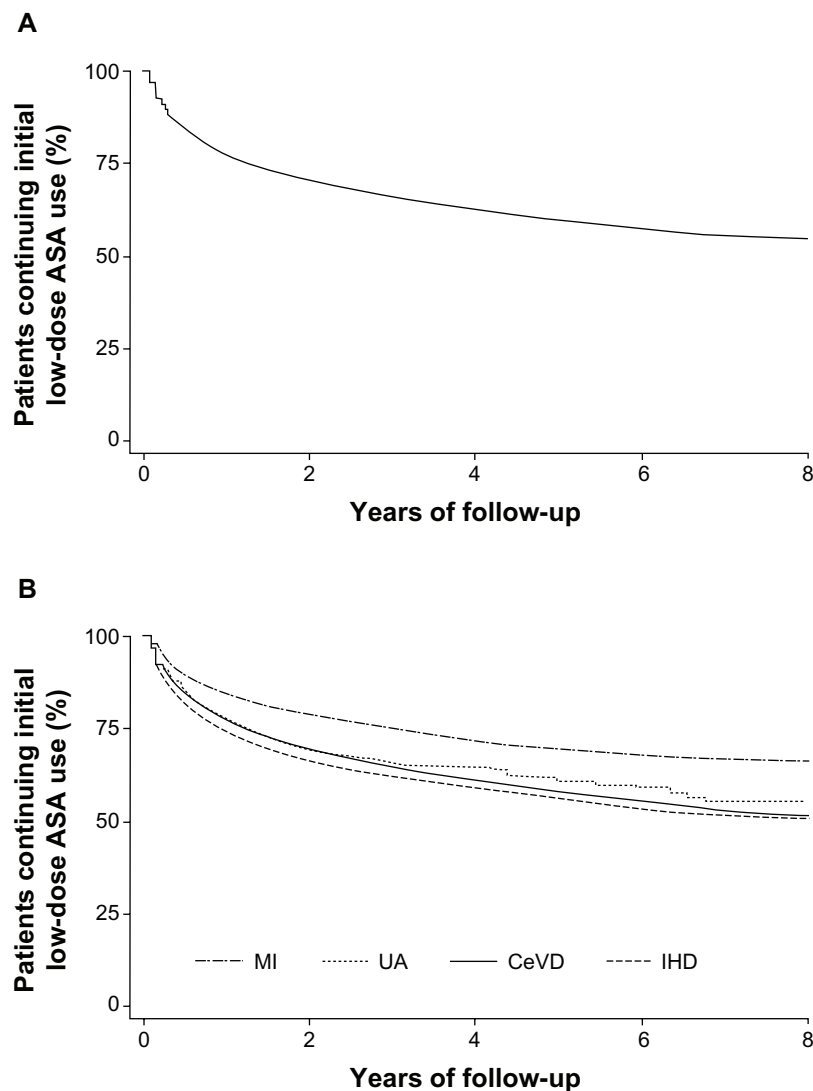 A
100
75
50
25
0
Patients continuing initial
low-dose ASA use (%)
0 2 4 6 8
Years of follow-up
B
100
75
50
25
0
Patients continuing initial
low-dose ASA use (%)
MI UA CeVD IHD
0 2 4 6 8
Years of follow-up